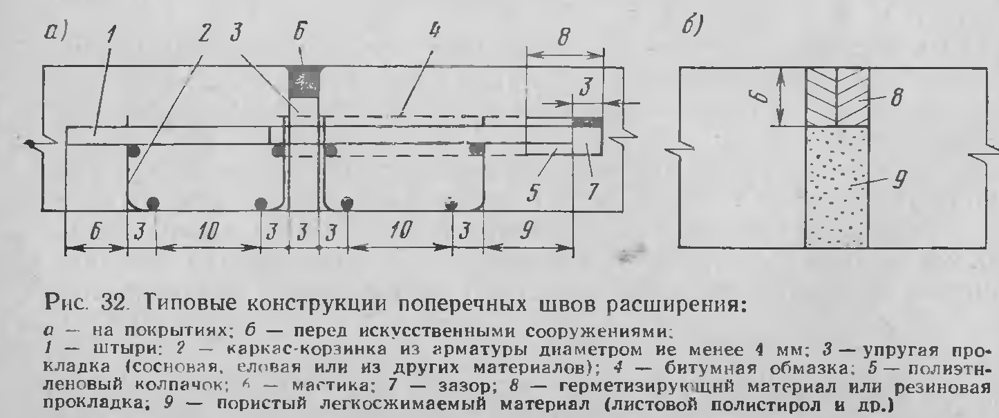 а) 1 2 3 6 4 8 б)
3
6 8
5 7 9
6 3 10 3 3 3 10 3 9
Рис. 32. Типовые конструкции поперечных швов расширения:
а — на покрытиях; б — перед искусственными сооружениями;
1 — штыри; 2 — каркас-корзинка из арматуры диаметром не менее 4 мм; 3 — упругая про-
кладка (сосновая, еловая или из других материалов); 4 — битумная обмазка; 5 — полиэти-
леновый колпачок; 6 — мастика; 7 — зазор; 8 — герметизирующий материал или резиновая
прокладка; 9 — пористый легкосжимаемый материал (листовой полистирол и др.)